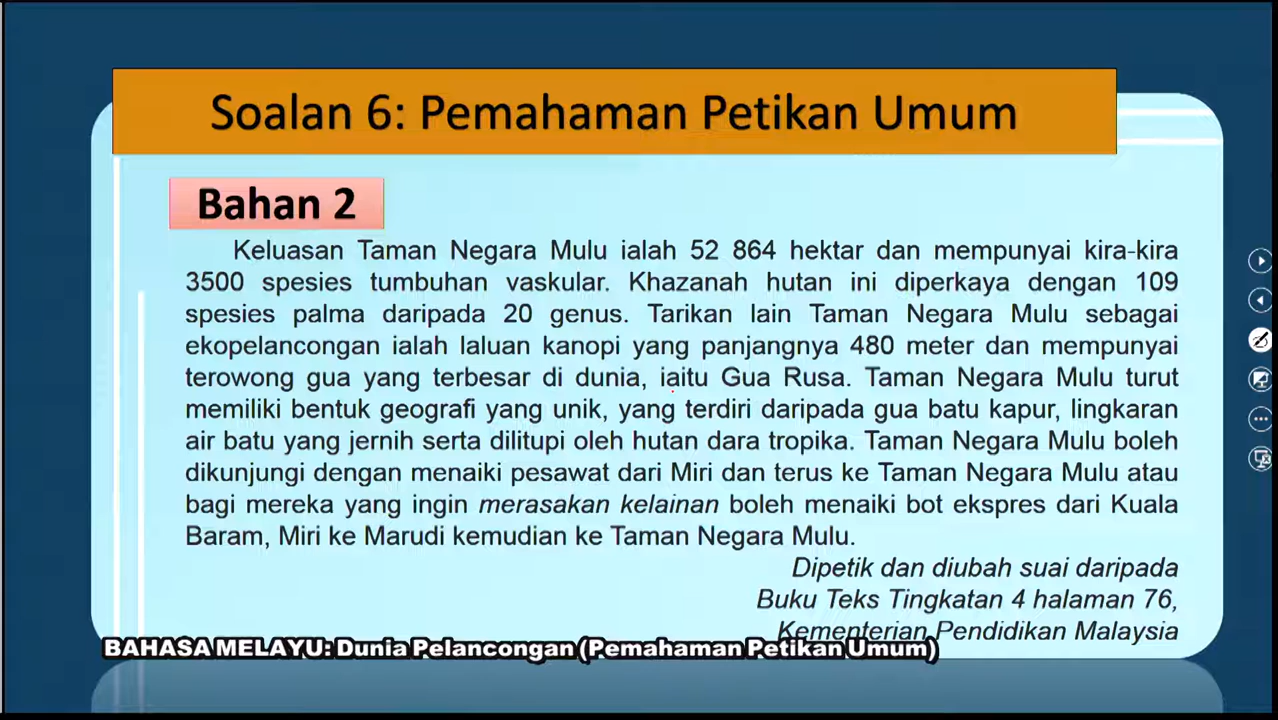 Soalan 6: Pemahaman Petikan Umum
Bahan 2
Keluasan Taman Negara Mulu ialah 52 864 hektar dan mempunyai kira-kira
3500 spesies tumbuhan vaskular. Khazanah hutan ini diperkaya dengan 109
spesies palma daripada 20 genus. Tarikan lain Taman Negara Mulu sebagai
ekopelancongan ialah laluan kanopi yang panjangnya 480 meter dan mempunyai
terowong gua yang terbesar di dunia, iaitu Gua Rusa. Taman Negara Mulu turut
memiliki bentuk geografi yang unik, yang terdiri daripada gua batu kapur, lingkaran
air batu yang jernih serta dilitupi oleh hutan dara tropika. Taman Negara Mulu boleh
dikunjungi dengan menaiki pesawat dari Miri dan terus ke Taman Negara Mulu atau
bagi mereka yang ingin merasakan kelainan boleh menaiki bot ekspres dari Kuala
Baram, Miri ke Marudi kemudian ke Taman Negara Mulu.
Dipetik dan diubah suai daripada
Buku Teks Tingkatan 4 halaman 76,
Kementerian Pendidikan Malaysia
BAHASA MELAYU: Dunia Pelancongan (Pemahaman Petikan Umum)